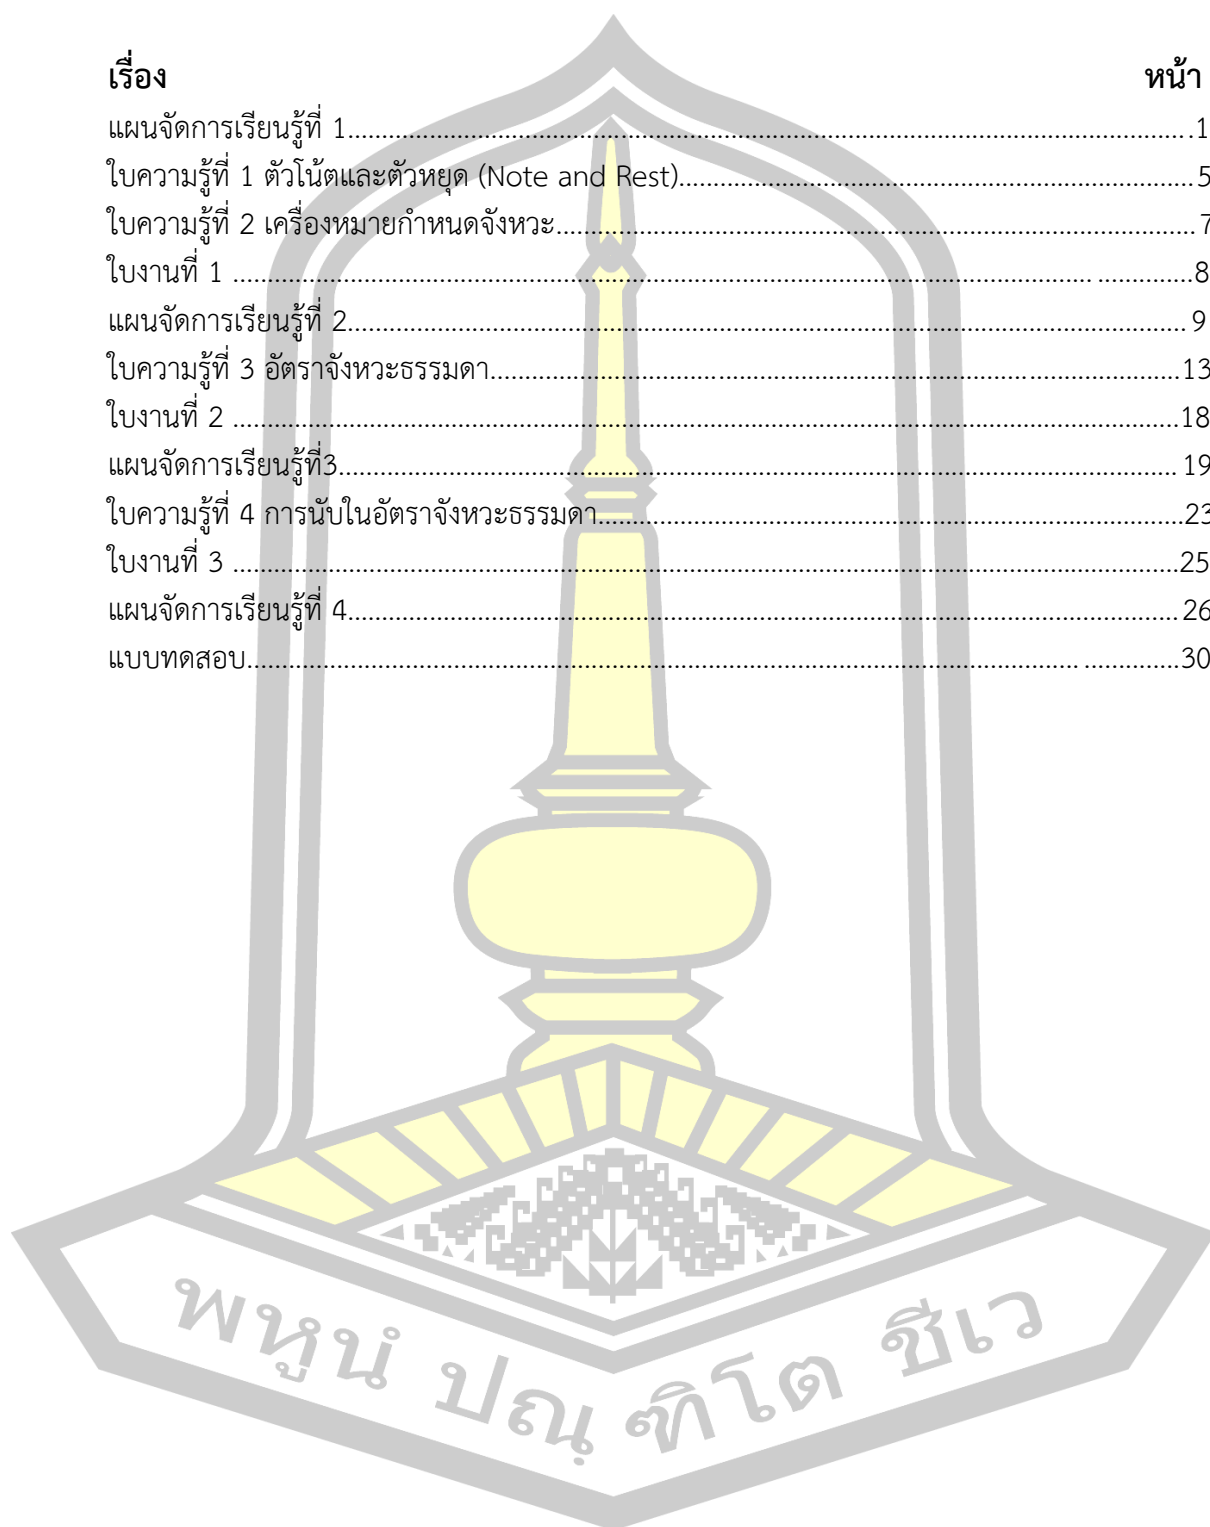 เรื่อง หน้า
แผนจัดการเรียนรู้ที่ 1.......................................................................................................................1
ใบความรู้ที่ 1 ตัวโน้ตและตัวหยุด (Note and Rest)..........................................................................5
ใบความรู้ที่ 2 เครื่องหมายกำหนดจังหวะ............................................................................................7
ใบงานที่ 1 ........................................................................................................................... ..............8
แผนจัดการเรียนรู้ที่ 2....................................................................................................................... 9
ใบความรู้ที่ 3 อัตราจังหวะธรรมดา...................................................................................................13
ใบงานที่ 2 .......................................................................................................................................18
แผนจัดการเรียนรู้ที่3........................................................................................................................ 19
ใบความรู้ที่ 4 การนับในอัตราจังหวะธรรมดา....................................................................................23
ใบงานที่ 3 .......................................................................................................................................25
แผนจัดการเรียนรู้ที่ 4...................................................................................................................... 26
แบบทดสอบ....................................................................................................................... ..............30
พหูนํ ปณฺฑิโต ชีเว